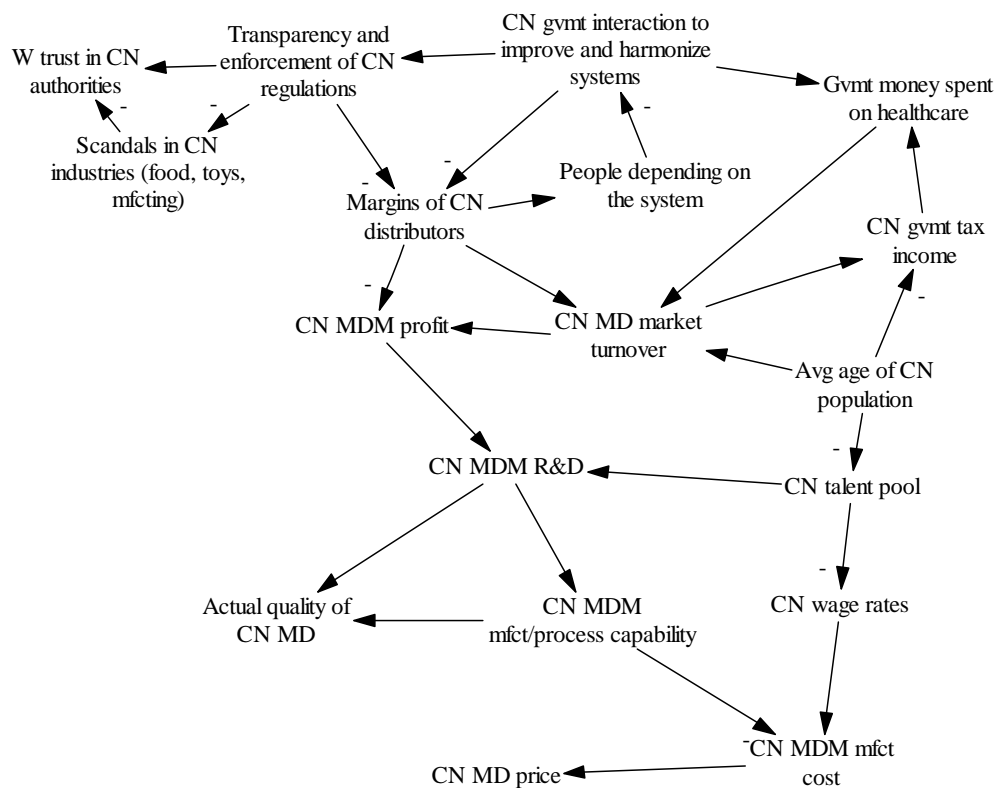 CN gvmt interaction to
improve and harmonize
systems
Transparency and
enforcement of CN
regulations
W trust in CN
authorities
Gvmt money spent
on healthcare
-
-
-
Scandals in CN
industries (food, toys,
mfcting)
-
-
People depending on
the system
Margins of CN
distributors
CN gvmt tax
income
-
-
CN MDM profit
CN MD market
turnover
Avg age of CN
population
-
CN MDM R&D
CN talent pool
-
Actual quality of
CN MD
CN MDM
mfct/process capability
CN wage rates
-
CN MDM mfct
cost
CN MD price